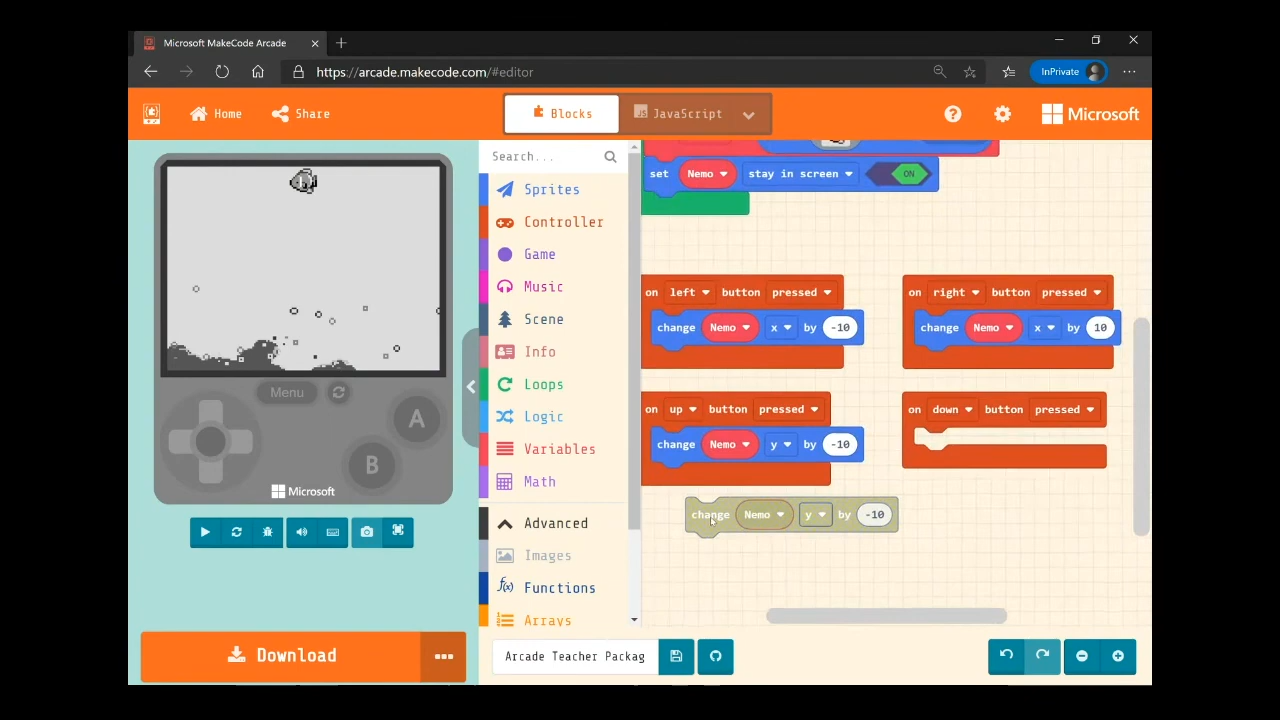 Microsoft MakeCode Arcade
https://arcade.makecode.com/#editor
InPrivate
Home
Share
Blocks
JavaScript
Microsoft
Search...
Sprites
Controller
Game
Music
Scene
Info
Loops
Logic
Variables
Math
Advanced
Images
Functions
Arrays
set Nemo stay in screen ON
on left button pressed
change Nemo x by -10
on right button pressed
change Nemo x by 10
on up button pressed
change Nemo y by -10
on down button pressed
change Nemo y by -10
Menu
A
B
Microsoft
Download
Arcade Teacher Packag